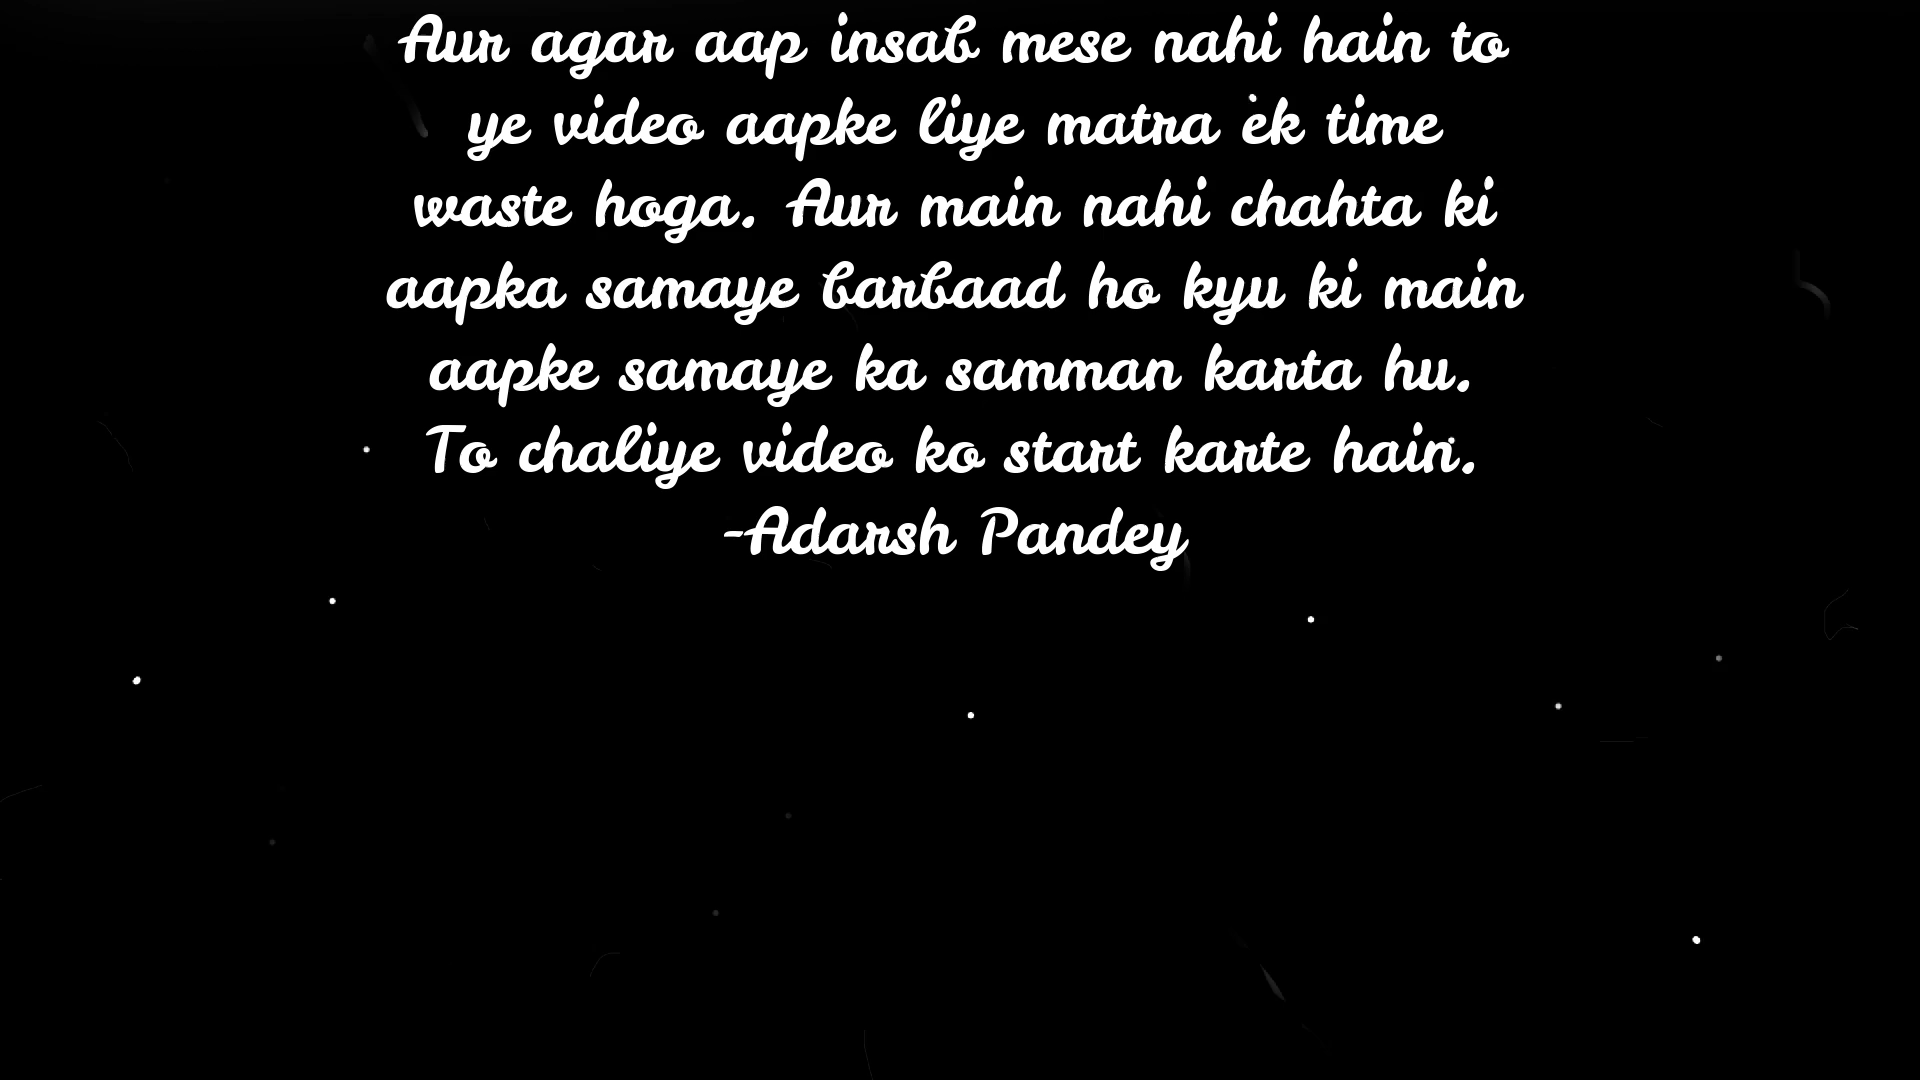 Aur agar aap insab mese nahi hain to
ye video aapke liye matra ek time
waste hoga. Aur main nahi chahta ki
aapka samaye barbaad ho kyu ki main
aapke samaye ka samman karta hu.
To chaliye video ko start karte hain.
-Adarsh Pandey